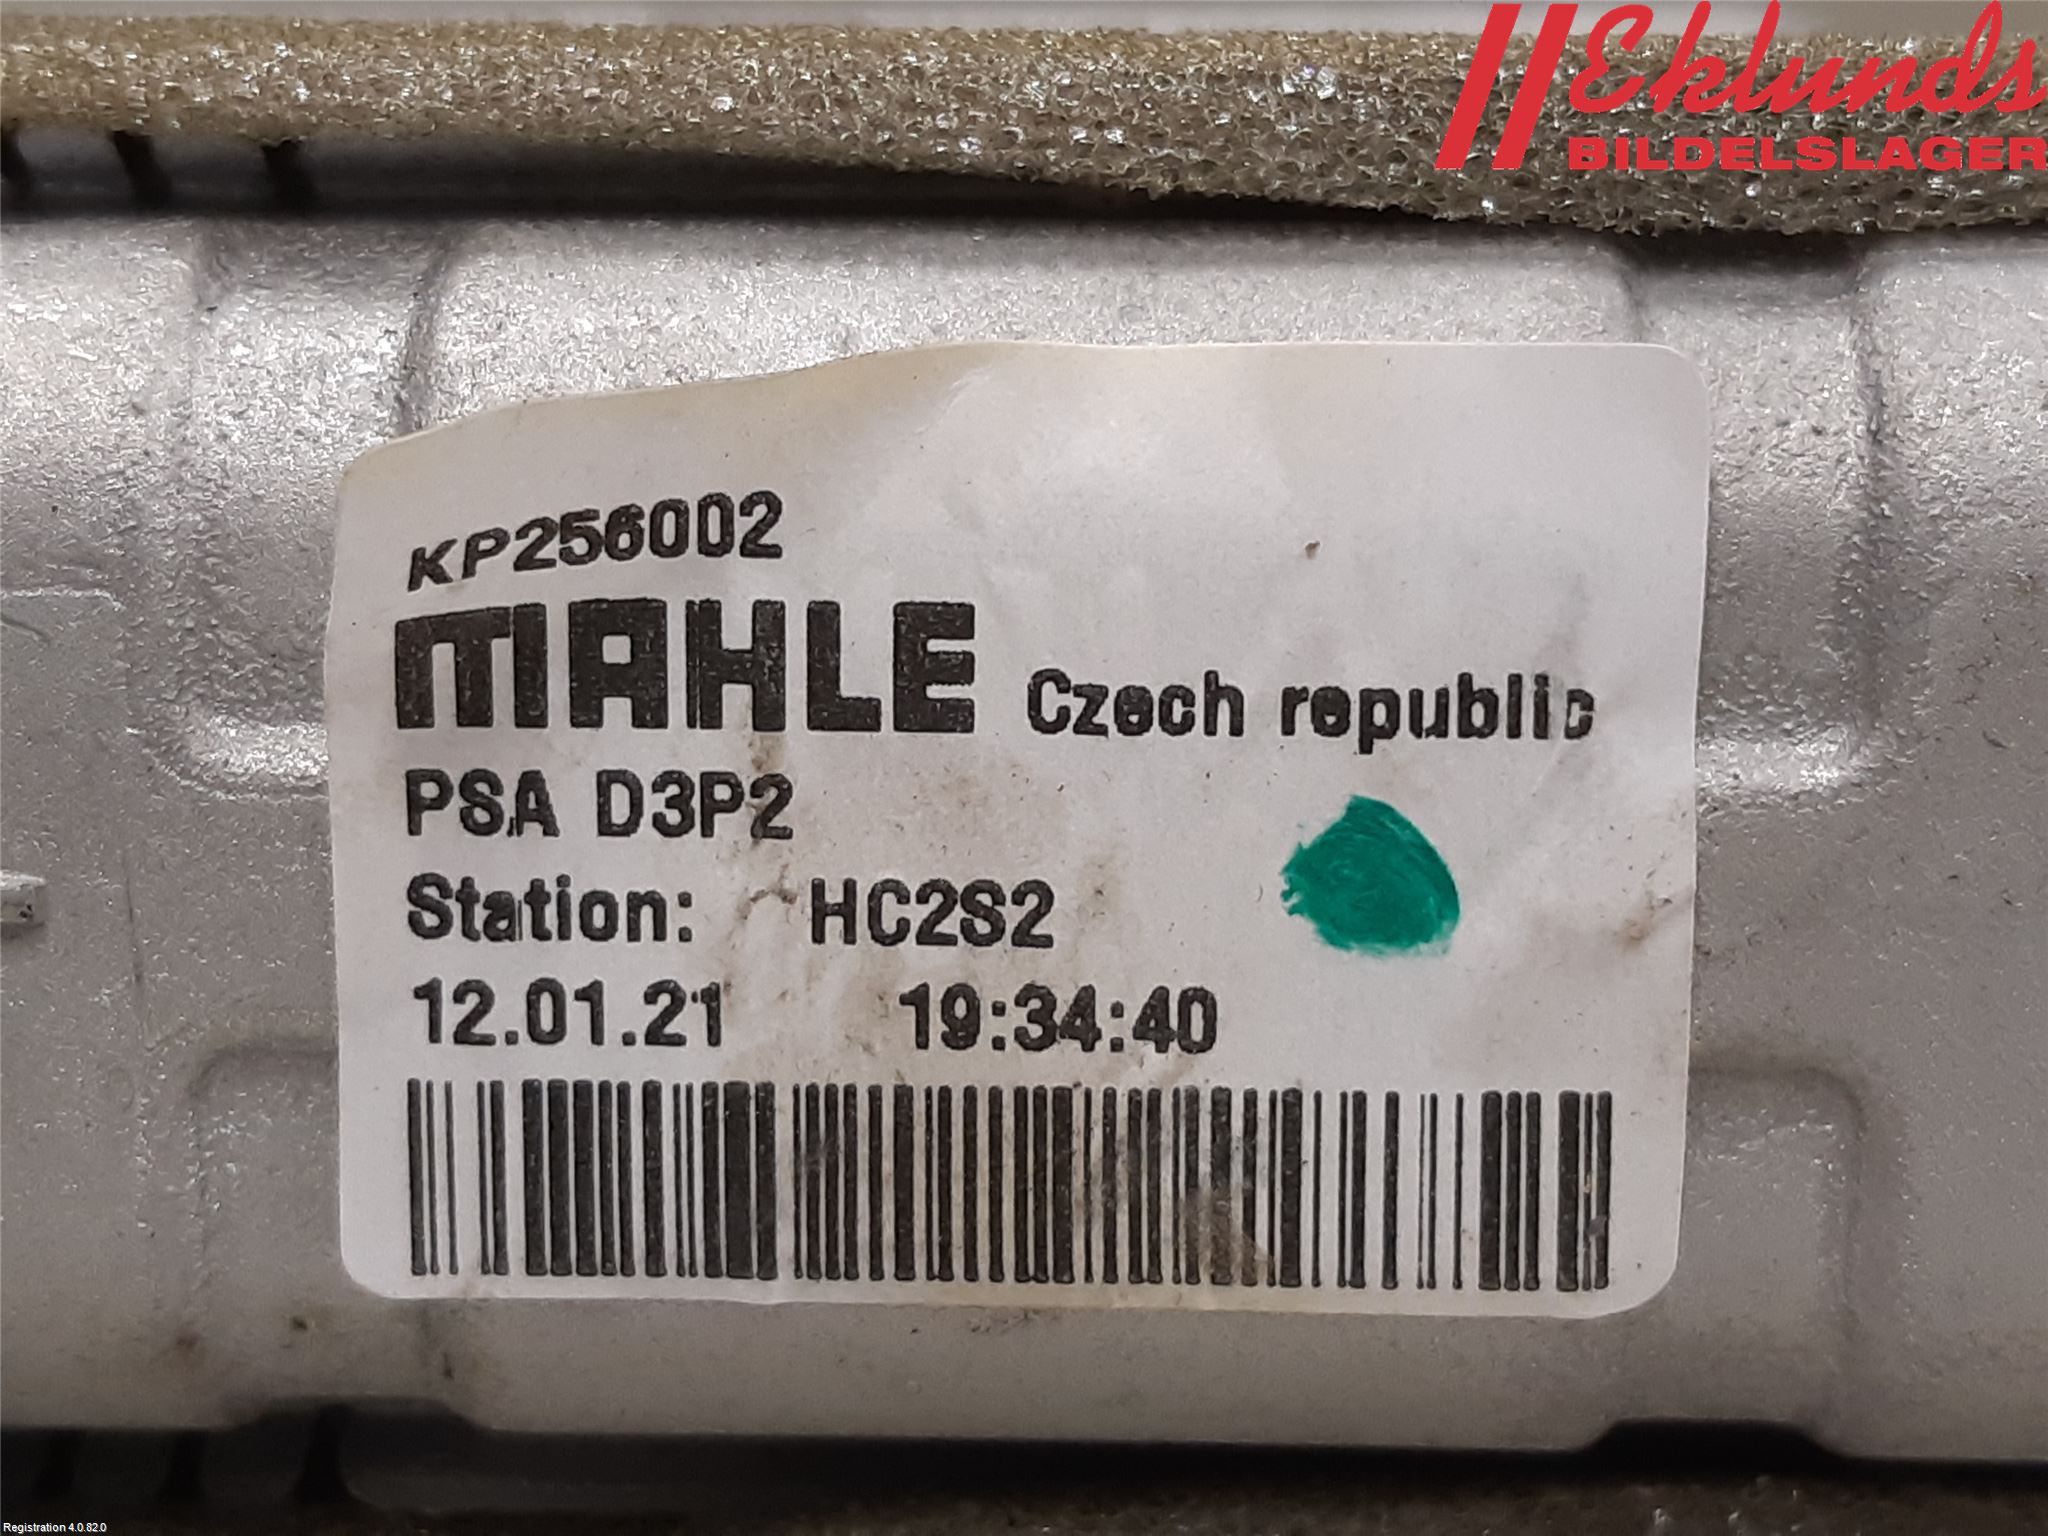 Eklunds
BILDELSLAGER
KP256002
MAHLE Czech republic
PSA D3P2
Station: HC2S2
12.01.21 19:34:40
Registration 4.0.82.0